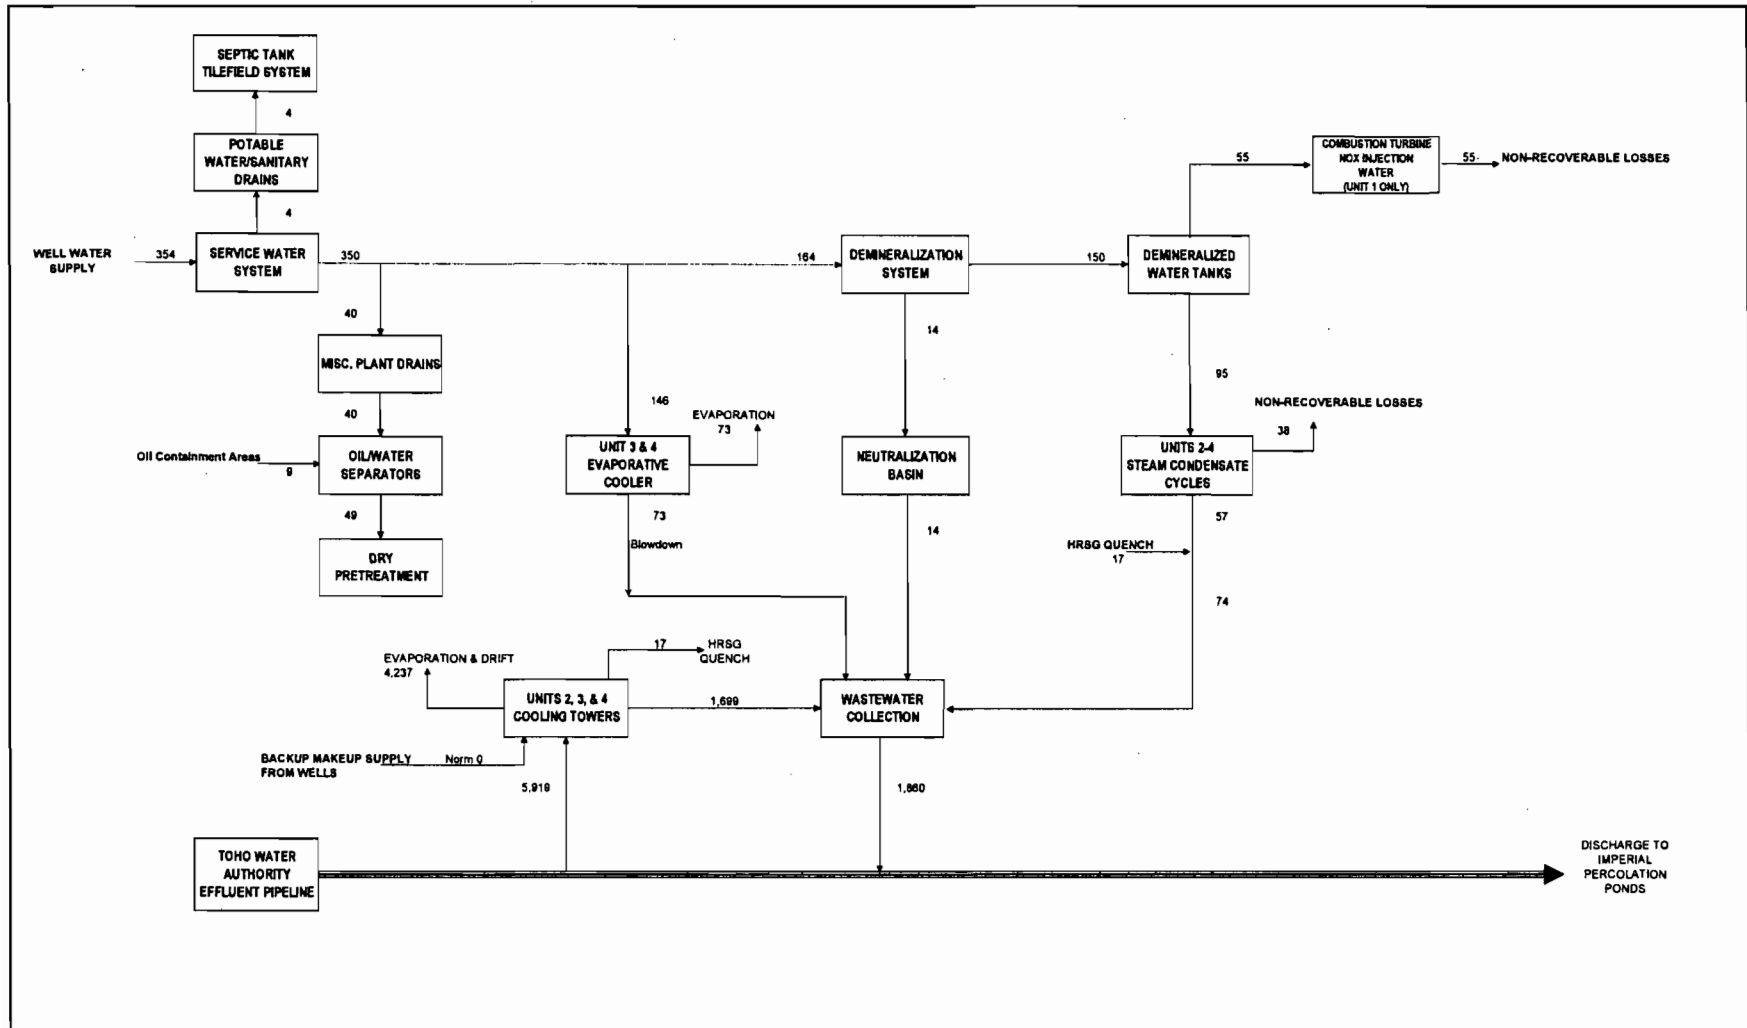 SEPTIC TANK
TILEFIELD SYSTEM
4
POTABLE
WATER/SANITARY
DRAINS
4
WELL WATER
SUPPLY
354
SERVICE WATER
SYSTEM
350
164
DEMINERALIZATION
SYSTEM
150
DEMINERALIZED
WATER TANKS
55
COMBUSTION TURBINE
NOX INJECTION
WATER
(UNIT 1 ONLY)
55
NON-RECOVERABLE LOSSES
40
MISC. PLANT DRAINS
40
Oil Containment Areas
9
OIL/WATER
SEPARATORS
49
DRY
PRETREATMENT
146
UNIT 3 & 4
EVAPORATIVE
COOLER
EVAPORATION
73
73
Blowdown
14
NEUTRALIZATION
BASIN
14
95
UNITS 2-4
STEAM CONDENSATE
CYCLES
NON-RECOVERABLE LOSSES
38
57
HRSG QUENCH
17
74
EVAPORATION & DRIFT
4,237
17
HRSG
QUENCH
UNITS 2, 3, & 4
COOLING TOWERS
1,699
WASTEWATER
COLLECTION
BACKUP MAKEUP SUPPLY
FROM WELLS
Norm 0
5,919
1,860
TOHO WATER
AUTHORITY
EFFLUENT PIPELINE
DISCHARGE TO
IMPERIAL
PERCOLATION
PONDS